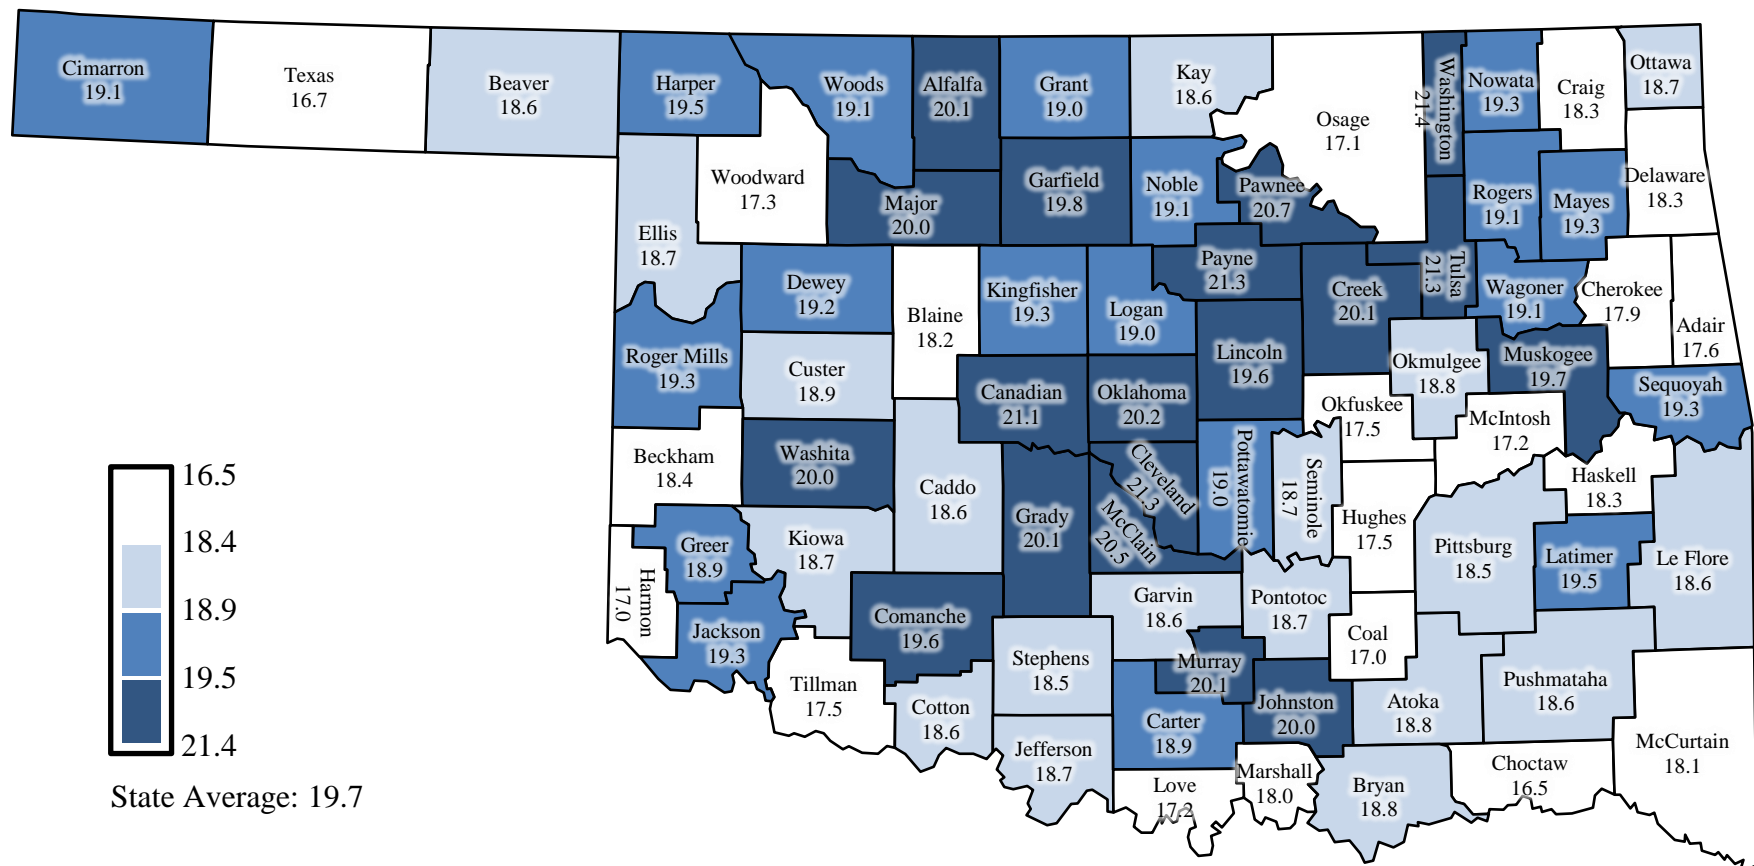 Cimarron
19.1
Texas
16.7
Beaver
18.6
Harper
19.5
Woods
19.1
Alfalfa
20.1
Grant
19.0
Kay
18.6
Osage
17.1
Washington
21.4
Nowata
19.3
Craig
18.3
Ottawa
18.7
Woodward
17.3
Major
20.0
Garfield
19.8
Noble
19.1
Pawnee
20.7
Rogers
19.1
Mayes
19.3
Delaware
18.3
Ellis
18.7
Dewey
19.2
Blaine
18.2
Kingfisher
19.3
Logan
19.0
Payne
21.3
Creek
20.1
Tulsa
21.3
Wagoner
19.1
Cherokee
17.9
Adair
17.6
Roger Mills
19.3
Custer
18.9
Canadian
21.1
Oklahoma
20.2
Lincoln
19.6
Okmulgee
18.8
Muskogee
19.7
Sequoyah
19.3
Okfuskee
17.5
McIntosh
17.2
Beckham
18.4
Washita
20.0
Caddo
18.6
Grady
20.1
Cleveland
21.3
McClain
20.5
Pottawatomie
19.0
Seminole
18.7
Hughes
17.5
Haskell
18.3
Pittsburg
18.5
Latimer
19.5
Le Flore
18.6
Greer
18.9
Kiowa
18.7
Harmon
17.0
Jackson
19.3
Comanche
19.6
Garvin
18.6
Pontotoc
18.7
Coal
17.0
Tillman
17.5
Cotton
18.6
Stephens
18.5
Murray
20.1
Johnston
20.0
Atoka
18.8
Pushmataha
18.6
McCurtain
18.1
Jefferson
18.7
Carter
18.9
Love
17.2
Marshall
18.0
Bryan
18.8
Choctaw
16.5
16.5
18.4
18.9
19.5
21.4
State Average: 19.7